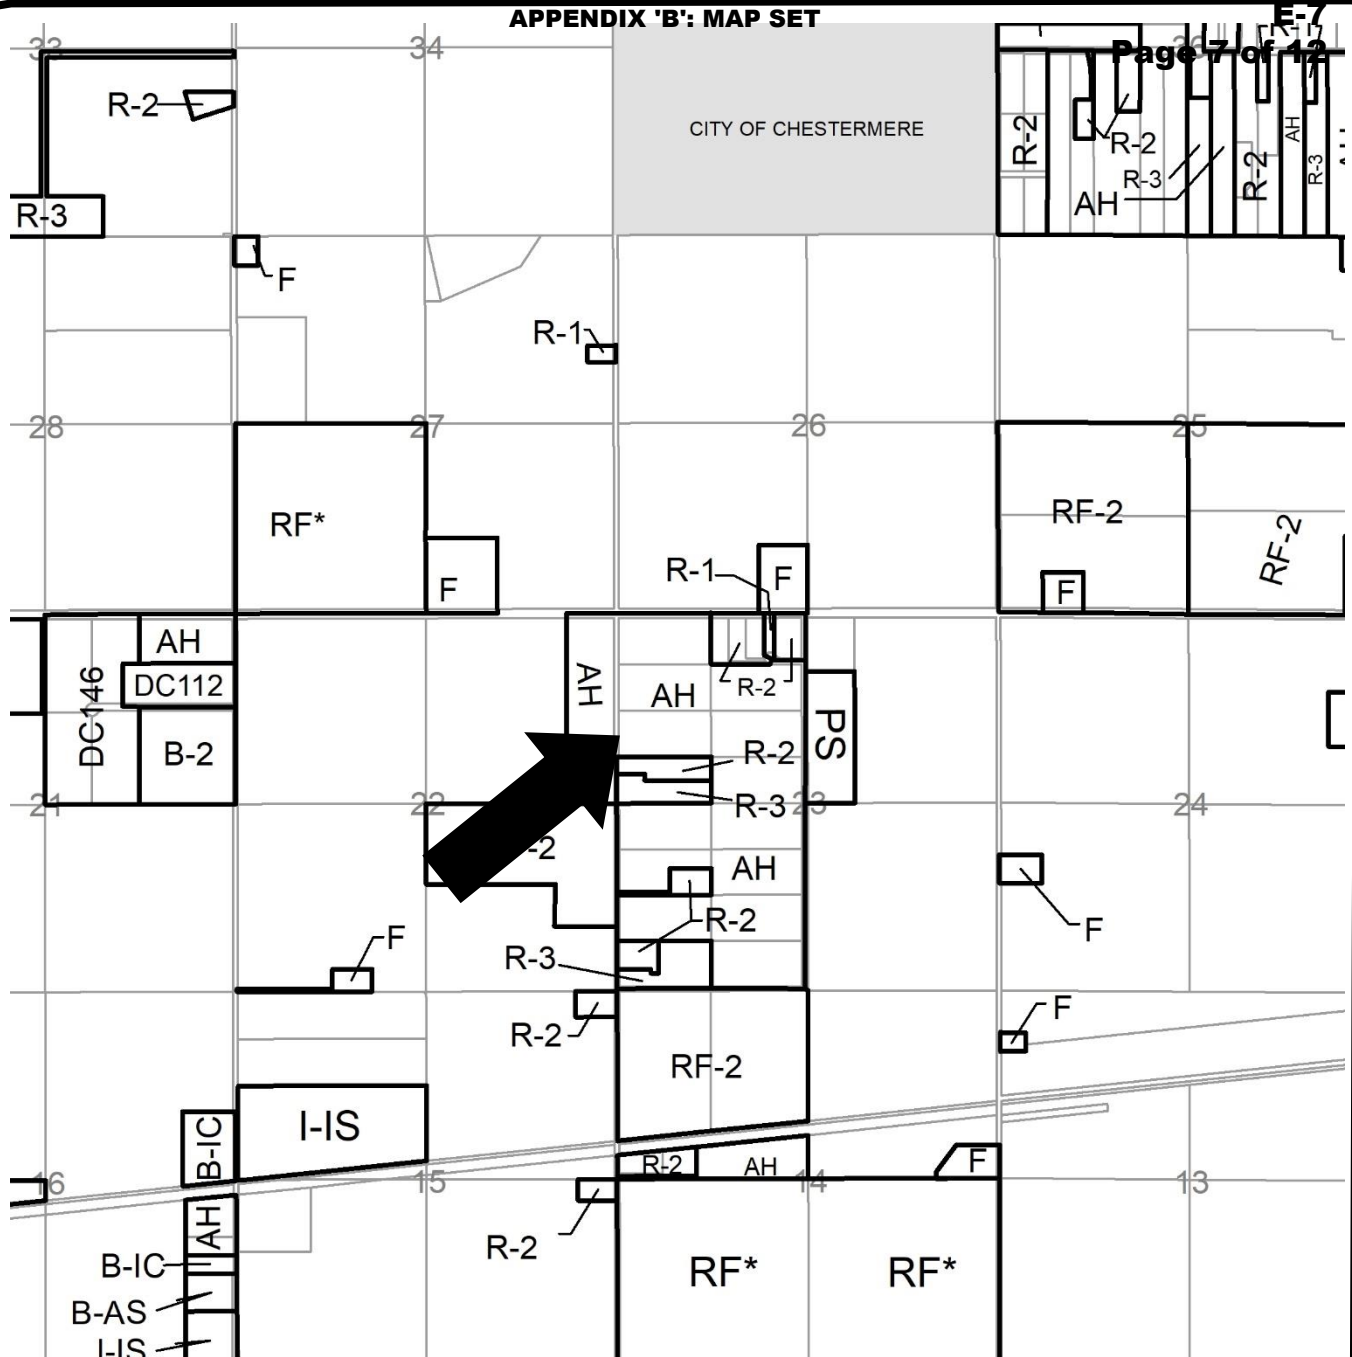 APPENDIX 'B': MAP SET
E-7
Page 7 of 12
33
34
36
R-1
R-2
CITY OF CHESTERMERE
R-2
R-2
R-3
AH
R-2
AH
R-3
R-3
F
R-1
28
27
26
25
RF*
F
R-1
F
RF-2
F
RF-2
AH
DC146
DC112
B-2
AH
AH
R-2
PS
R-2
R-3
21
22
23
24
-2
AH
R-2
F
F
R-3
R-2
F
RF-2
I-IS
B-IC
R-2
AH
F
16
15
14
13
AH
R-2
B-IC
RF*
RF*
B-AS
I-IS